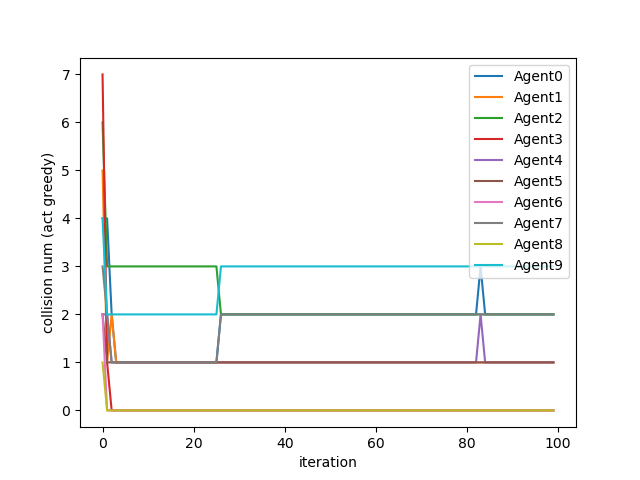 7
6
5
4
3
2
1
0
collision num (act greedy)
0
20
40
60
80
100
iteration
Agent0
Agent1
Agent2
Agent3
Agent4
Agent5
Agent6
Agent7
Agent8
Agent9